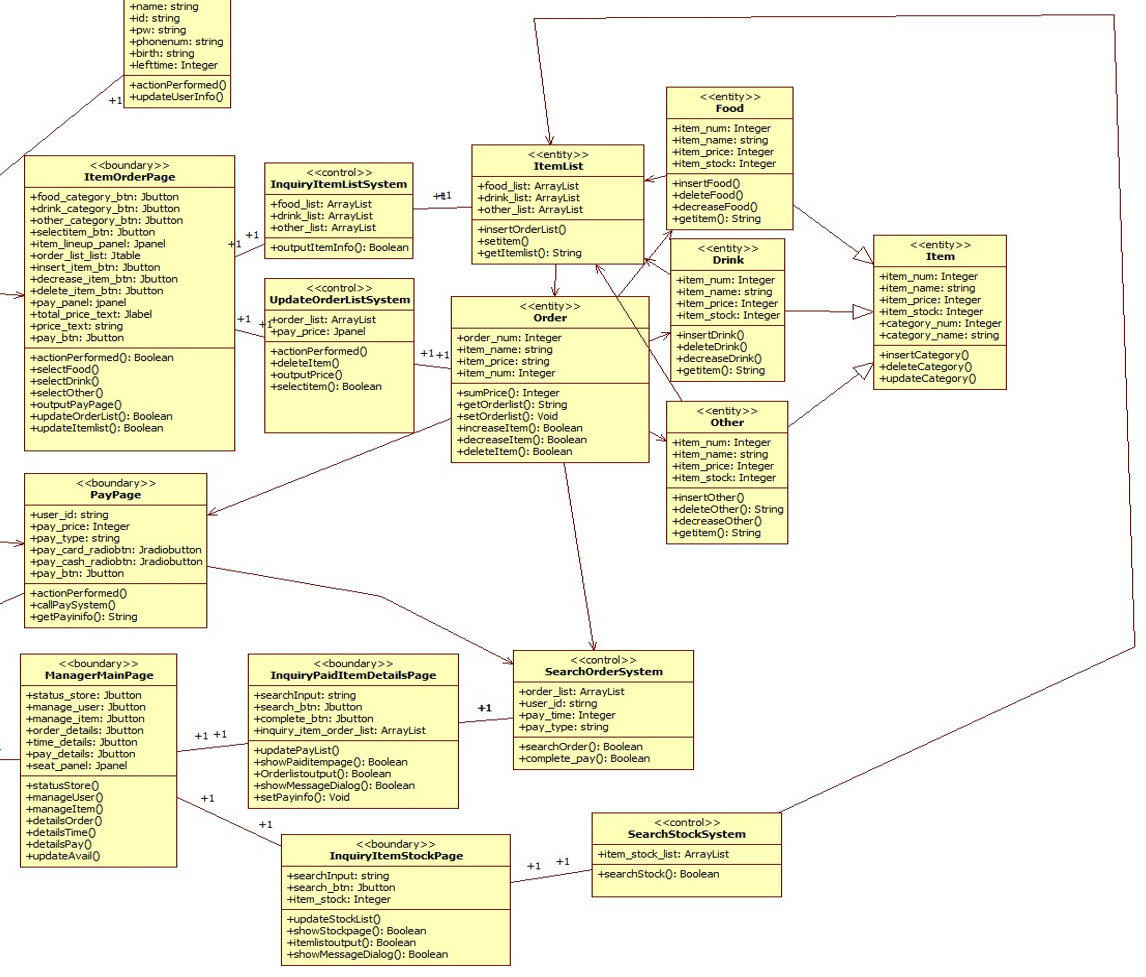 +name: string
+id: string
+pw: string
+phonenum: string
+birth: string
+lefttime: Integer
+actionPerformed()
+updateUserInfo()
+1
<<boundary>>
ItemOrderPage
+food_category_btn: Jbutton
+drink_category_btn: Jbutton
+other_category_btn: Jbutton
+selectitem_btn: Jbutton
+item_lineup_panel: Jpanel
+order_list_list: Jtable
+insert_item_btn: Jbutton
+decrease_item_btn: Jbutton
+delete_item_btn: Jbutton
+pay_panel: jpanel
+total_price_text: Jlabel
+price_text: string
+pay_btn: Jbutton
+actionPerformed(): Boolean
+selectFood()
+selectDrink()
+selectOther()
+outputPayPage()
+updateOrderList(): Boolean
+updateItemlist(): Boolean
+1
+1
<<control>>
InquiryItemListSystem
+food_list: ArrayList
+drink_list: ArrayList
+other_list: ArrayList
+outputItemInfo(): Boolean
+1
+1
+1
<<control>>
UpdateOrderListSystem
+order_list: ArrayList
+pay_price: Jpanel
+actionPerformed()
+deleteItem()
+outputPrice()
+selectitem(): Boolean
+1
+1
<<entity>>
ItemList
+food_list: ArrayList
+drink_list: ArrayList
+other_list: ArrayList
+insertOrderList()
+setitem()
+getItemlist(): String
<<entity>>
Order
+order_num: Integer
+item_name: string
+item_price: string
+item_num: Integer
+sumPrice(): Integer
+getOrderlist(): String
+setOrderlist(): Void
+increaseItem(): Boolean
+decreaseItem(): Boolean
+deleteItem(): Boolean
<<entity>>
Food
+item_num: Integer
+item_name: string
+item_price: Integer
+item_stock: Integer
+insertFood()
+deleteFood()
+decreaseFood()
+getitem(): String
<<entity>>
Drink
+item_num: Integer
+item_name: string
+item_price: Integer
+item_stock: Integer
+insertDrink()
+deleteDrink()
+decreaseDrink()
+getitem(): String
<<entity>>
Other
+item_num: Integer
+item_name: string
+item_price: Integer
+item_stock: Integer
+insertOther()
+deleteOther(): String
+decreaseOther()
+getitem(): String
<<entity>>
Item
+item_num: Integer
+item_name: string
+item_price: Integer
+item_stock: Integer
+category_num: Integer
+category_name: string
+insertCategory()
+deleteCategory()
+updateCategory()
<<boundary>>
PayPage
+user_id: string
+pay_price: Integer
+pay_type: string
+pay_card_radiobtn: Jradiobutton
+pay_cash_radiobtn: Jradiobutton
+pay_btn: Jbutton
+actionPerformed()
+callPaySystem()
+getPayinifo(): String
<<boundary>>
ManagerMainPage
+status_store: Jbutton
+manage_user: Jbutton
+manage_item: Jbutton
+order_details: Jbutton
+time_details: Jbutton
+pay_details: Jbutton
+seat_panel: Jpanel
+statusStore()
+manageUser()
+manageItem()
+detailsOrder()
+detailsTime()
+detailsPay()
+updateAvail()
+1 +1
+1
+1
<<boundary>>
InquiryPaidItemDetailsPage
+searchInput: string
+search_btn: Jbutton
+complete_btn: Jbutton
+inquiry_item_order_list: ArrayList
+updatePayList()
+showPaiditempage(): Boolean
+Orderlistoutput(): Boolean
+showMessageDialog(): Boolean
+setPayinfo(): Void
+1
<<control>>
SearchOrderSystem
+order_list: ArrayList
+user_id: stirng
+pay_time: Integer
+pay_type: string
+searchOrder(): Boolean
+complete_pay(): Boolean
<<boundary>>
InquiryItemStockPage
+searchInput: string
+search_btn: Jbutton
+item_stock: Integer
+updateStockList()
+showStockpage(): Boolean
+itemlistoutput(): Boolean
+showMessageDialog(): Boolean
+1 +1
<<control>>
SearchStockSystem
+item_stock_list: ArrayList
+searchStock(): Boolean